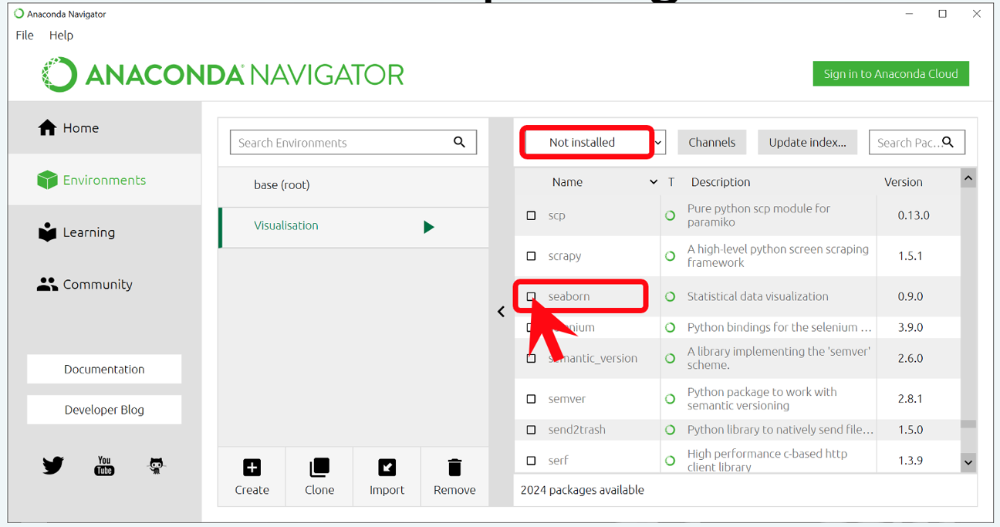 Anaconda Navigator
File Help
ANACONDA NAVIGATOR
Sign in to Anaconda Cloud
Home
Environments
Learning
Community
Documentation
Developer Blog
You
Tube
Search Environments
base (root)
Visualisation
Create Clone Import Remove
Not installed Channels Update index... Search Pac...
Name T Description Version
scp Pure python scp module for
paramiko 0.13.0
scrapy A high-level python screen scraping
framework 1.5.1
seaborn Statistical data visualization 0.9.0
Python bindings for the selenium ... 3.9.0
semantic_version A library implementing the 'semver'
scheme. 2.6.0
semver Python package to work with
semantic versioning 2.8.1
send2trash Python library to natively send file... 1.5.0
serf High performance c-based http
client library 1.3.9
2024 packages available